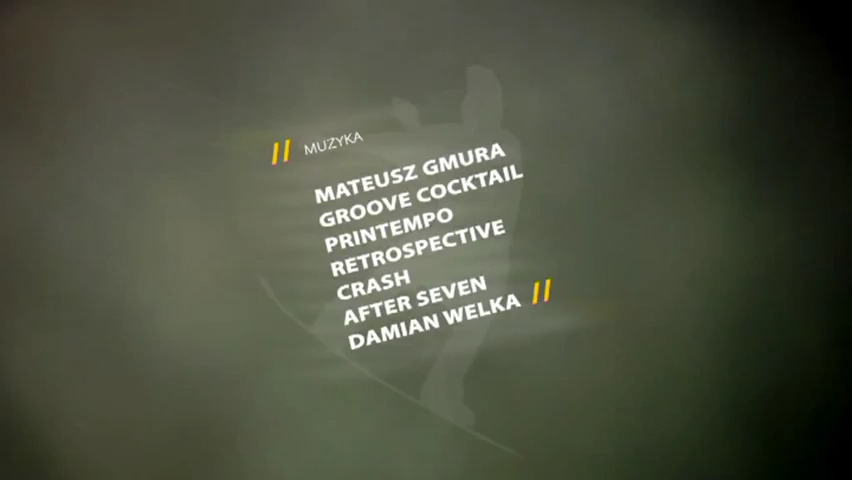 MUZYKA
MATEUSZ GMURA
GROOVE COCKTAIL
PRINTEMPO
RETROSPECTIVE
CRASH
AFTER SEVEN
DAMIAN WELKA